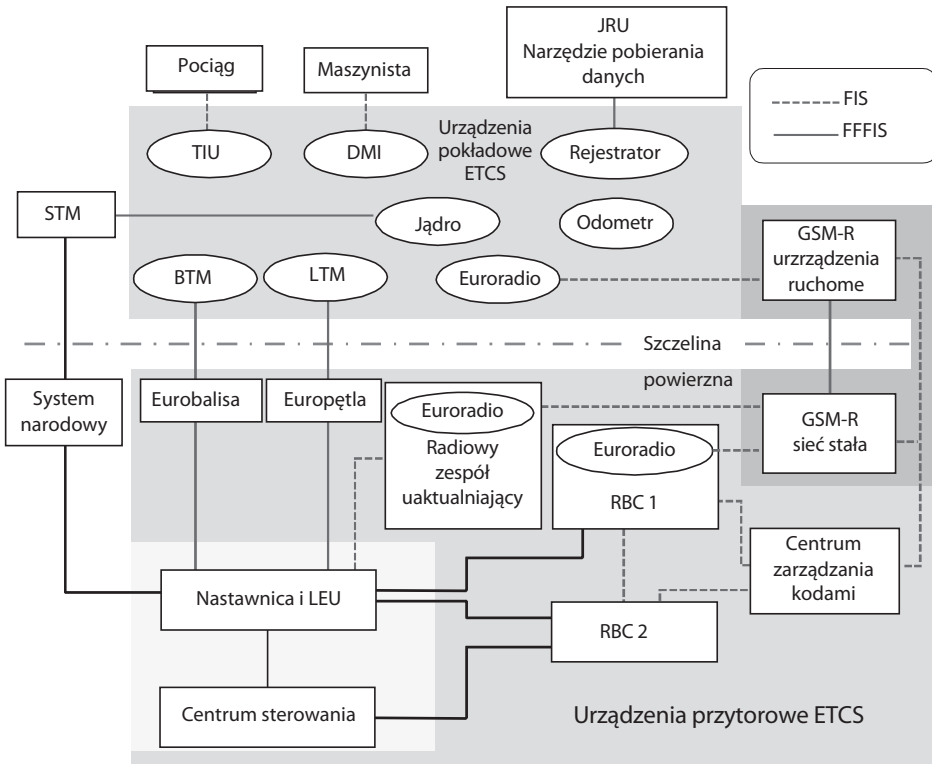 JRU
Narzędzie pobierania
danych
Pociąg
Maszynista
FIS
FFFIS
Urządzenia
pokładowe
ETCS
TIU
DMI
Rejestrator
STM
Jądro
Odometr
GSM-R
urzrządzenia
ruchome
BTM
LTM
Euroradio
Szczelina
powierzna
System
narodowy
Eurobalisa
Europętla
Euroradio
Radiowy
zespół
uaktualniający
Euroradio
RBC 1
GSM-R
sieć stała
Centrum
zarządzania
kodami
Nastawnica i LEU
RBC 2
Centrum sterowania
Urządzenia przytorowe ETCS